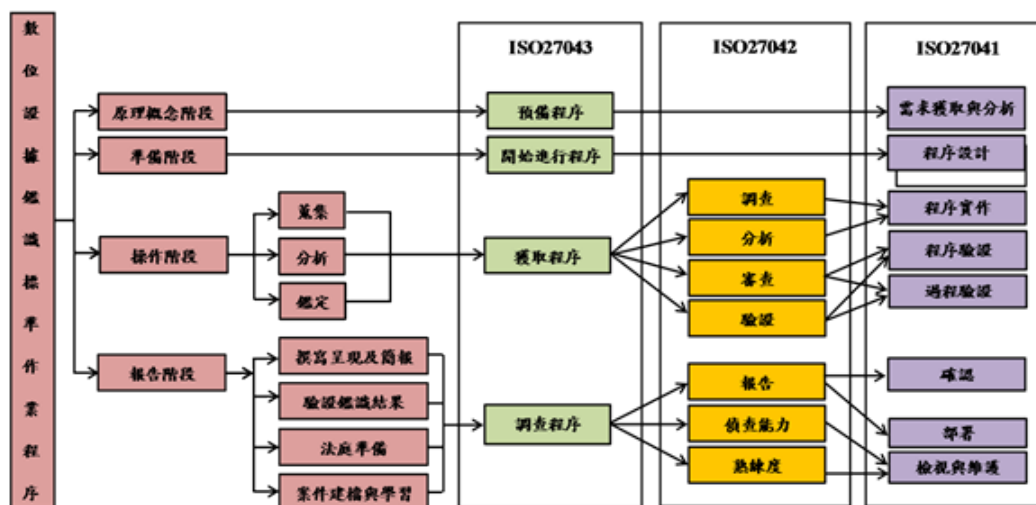 數位證據鑑識標準作業程序
ISO27043
ISO27042
ISO27041
原理概念階段
預備程序
需求獲取與分析
準備階段
開始進行程序
程序設計
操作階段
蒐集
分析
鑑定
獲取程序
調查
分析
審查
驗證
程序實作
程序驗證
過程驗證
報告階段
撰寫呈現及簡報
驗證鑑識結果
法庭準備
案件建檔與學習
調查程序
報告
偵查能力
熟練度
確認
部署
檢視與維護